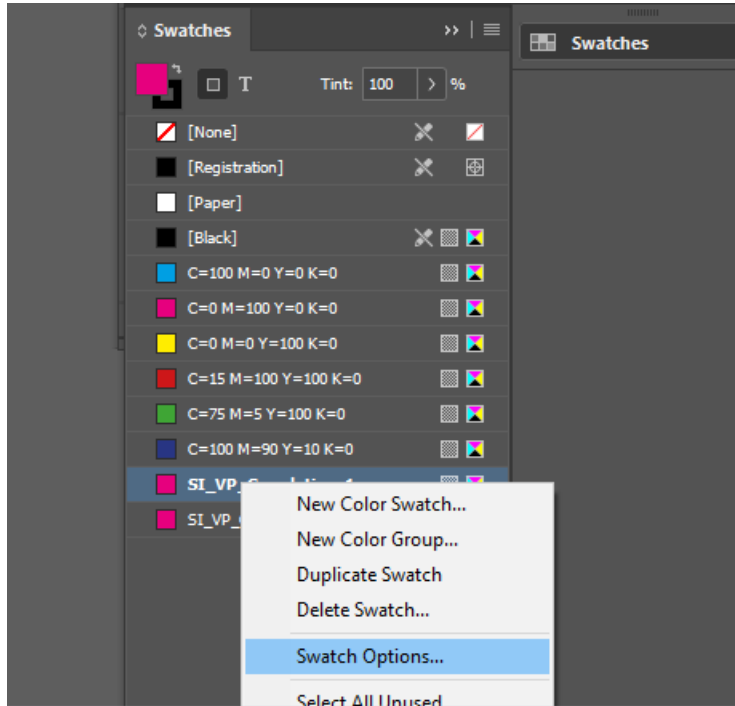 Swatches
Swatches
T Tint: 100 %
[None]
[Registration]
[Paper]
[Black]
C=100 M=0 Y=0 K=0
C=0 M=100 Y=0 K=0
C=0 M=0 Y=100 K=0
C=15 M=100 Y=100 K=0
C=75 M=5 Y=100 K=0
C=100 M=90 Y=10 K=0
SI_VP_
SI_VP_
New Color Swatch...
New Color Group...
Duplicate Swatch
Delete Swatch...
Swatch Options...
Select All Unused